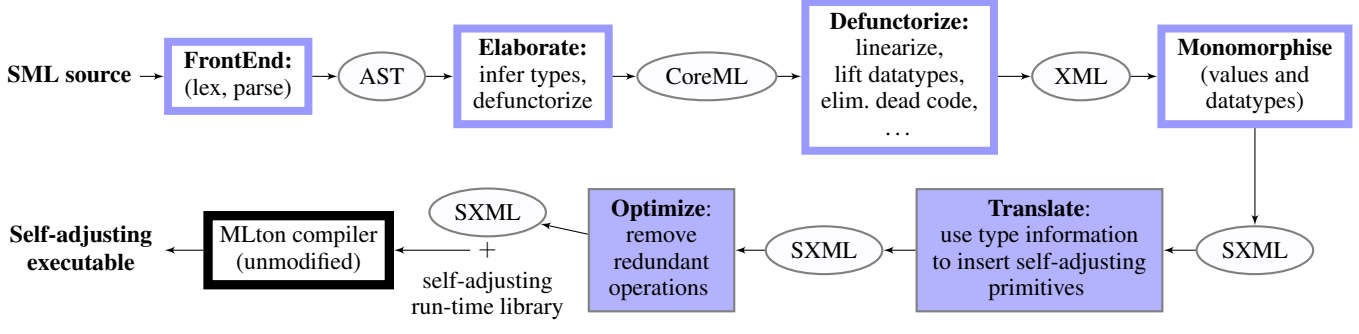 SML source
FrontEnd:
(lex, parse)
AST
Elaborate:
infer types,
defunctorize
CoreML
Defunctorize:
linearize,
lift datatypes,
elim. dead code,
. . .
XML
Monomorphise
(values and
datatypes)
SXML
Translate:
use type information
to insert self-adjusting
primitives
SXML
Optimize:
remove
redundant
operations
SXML
+
self-adjusting
run-time library
MLton compiler
(unmodified)
Self-adjusting
executable